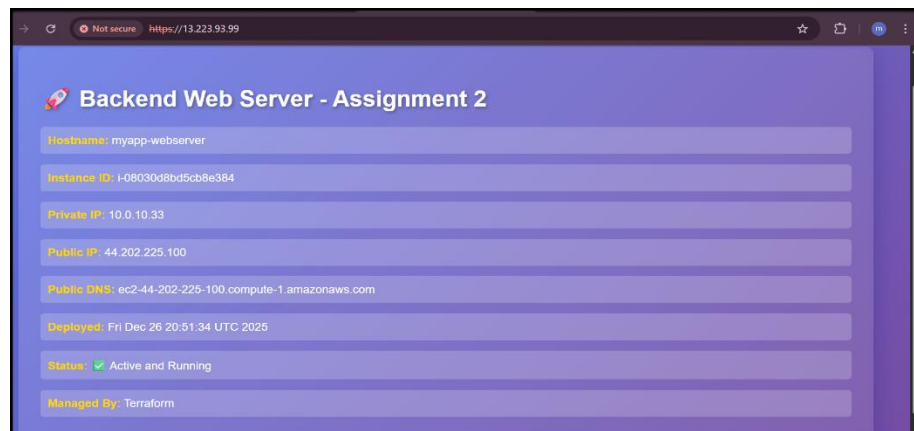 Not secure https://13.223.93.99
m
🚀 Backend Web Server - Assignment 2
Hostname: myapp-webserver
Instance ID: i-08030d8bd5cb8e384
Private IP: 10.0.10.33
Public IP: 44.202.225.100
Public DNS: ec2-44-202-225-100.compute-1.amazonaws.com
Deployed: Fri Dec 26 20:51:34 UTC 2025
Status: ✅ Active and Running
Managed By: Terraform